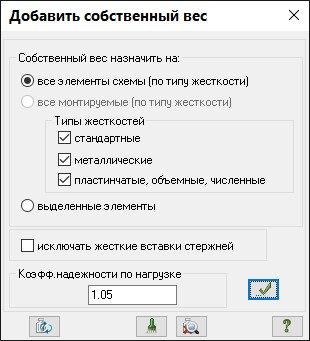 Добавить собственный вес
Собственный вес назначить на:
все элементы схемы (по типу жесткости)
все монтируемые (по типу жесткости)
Типы жесткостей
стандартные
металлические
пластинчатые, объемные, численные
выделенные элементы
исключать жесткие вставки стержней
Коэфф.надежности по нагрузке
1.05
?